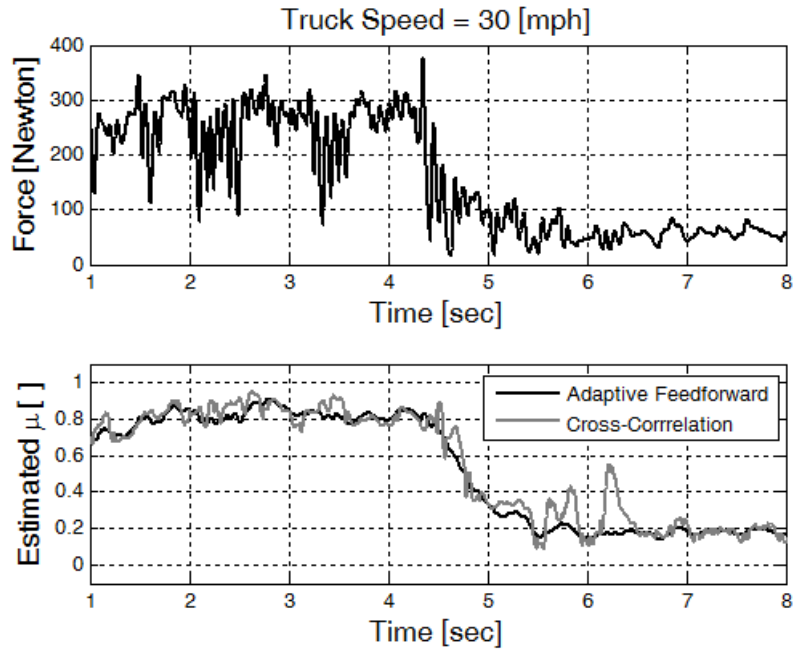 Truck Speed = 30 [mph]
Force [Newton]
400
300
200
100
0
1 2 3 4 5 6 7 8
Time [sec]
Estimated μ [ ]
1
0.8
0.6
0.4
0.2
0
Adaptive Feedforward
Cross-Corrrelation
1 2 3 4 5 6 7 8
Time [sec]